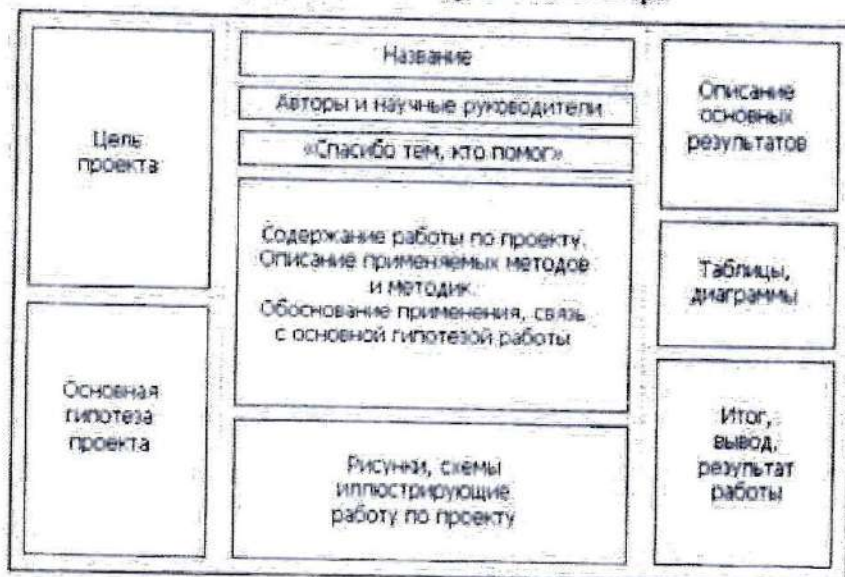 Цель
проекта
Основная
гипотеза
проекта
Название
Авторы и научные руководители
«Спасибо тем, кто помог»
Содержание работы по проекту.
Описание применяемых методов
и методик.
Обоснование применения, связь
с основной гипотезой работы
Рисунки, схемы
иллюстрирующие
работу по проекту
Описание
основных
результатов
Таблицы,
диаграммы
Итог,
вывод,
результат
работы